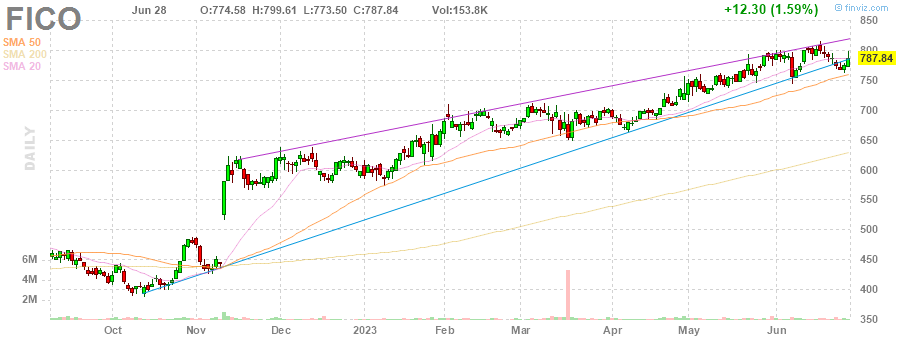 FICO
Jun 28 O:774.58 H:799.61 L:773.50 C:787.84 Vol:153.8K +12.30 (1.59%) © finviz.com
SMA 50
SMA 200
SMA 20
DAILY
850
800
787.84
750
700
650
600
550
500
450
400
350
6M
4M
2M
Oct Nov Dec 2023 Feb Mar Apr May Jun